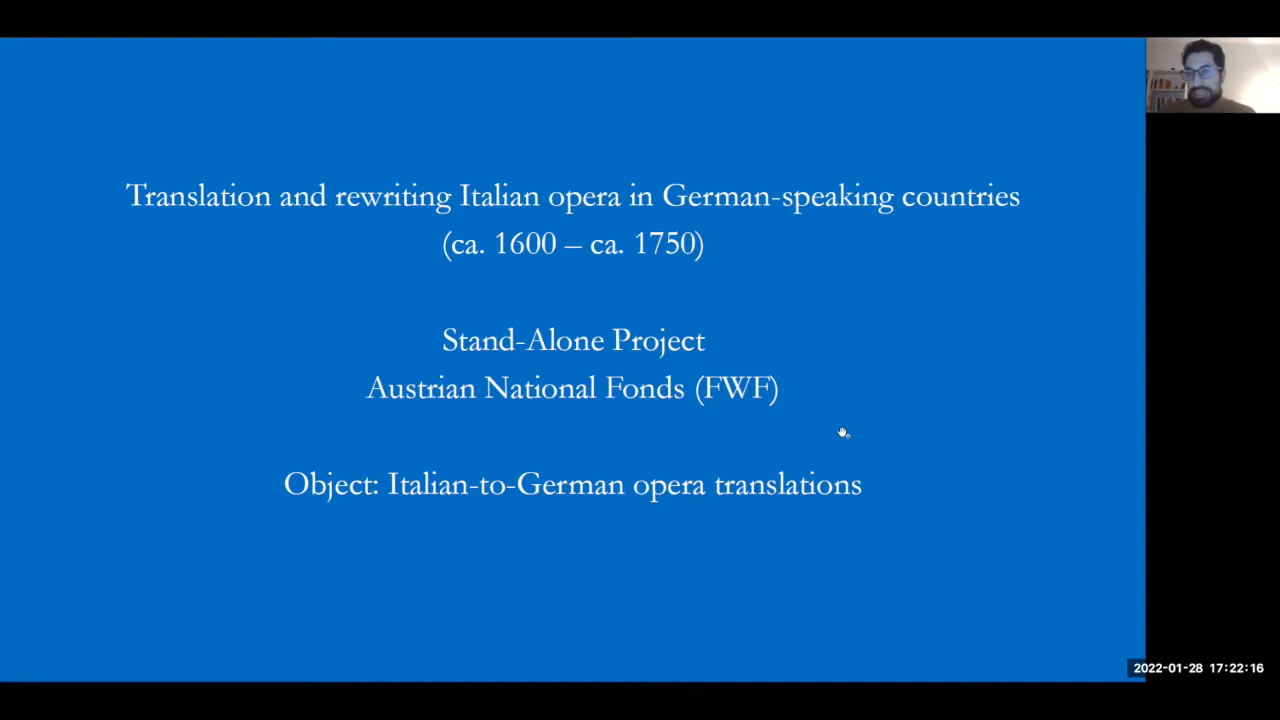 Translation and rewriting Italian opera in German-speaking countries
(ca. 1600 – ca. 1750)
Stand-Alone Project
Austrian National Fonds (FWF)
Object: Italian-to-German opera translations
2022-01-28 17:22:16